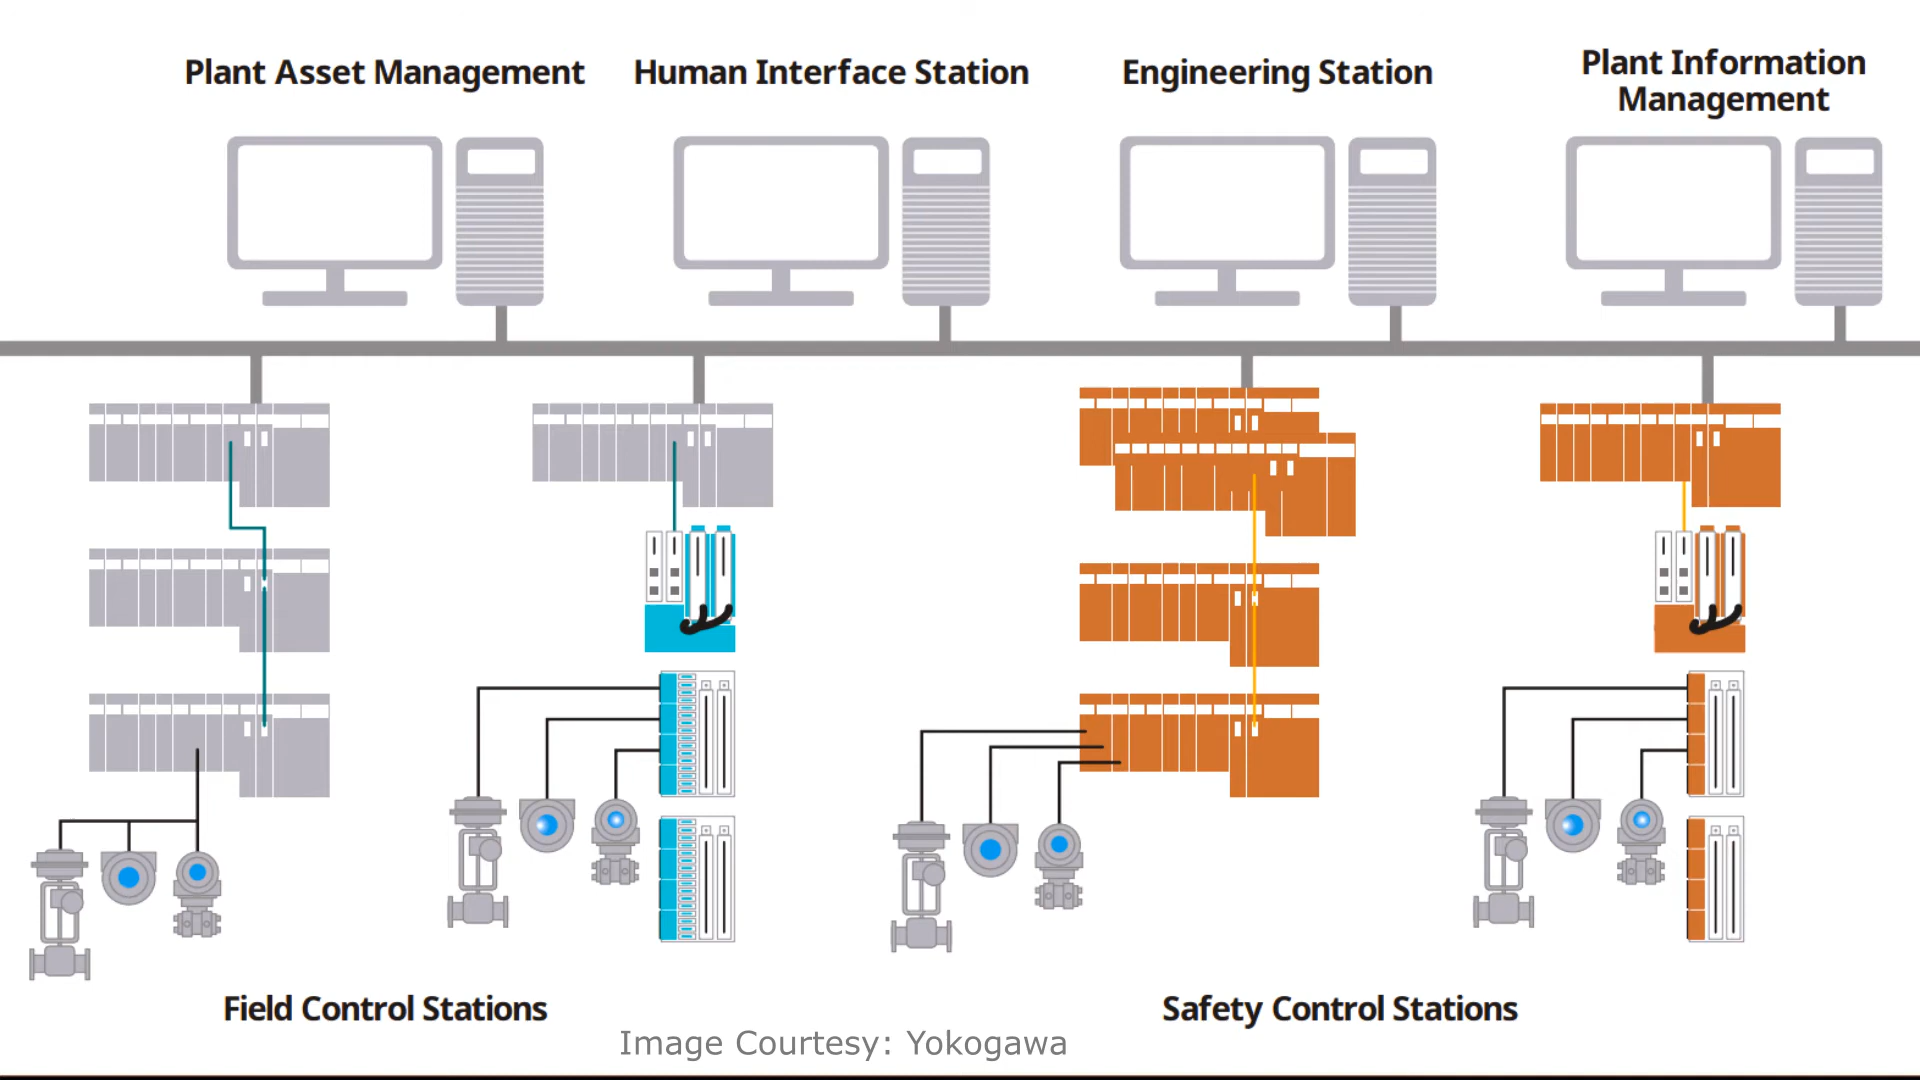 Plant Asset Management
Human Interface Station
Engineering Station
Plant Information
Management
Field Control Stations
Safety Control Stations
Image Courtesy: Yokogawa